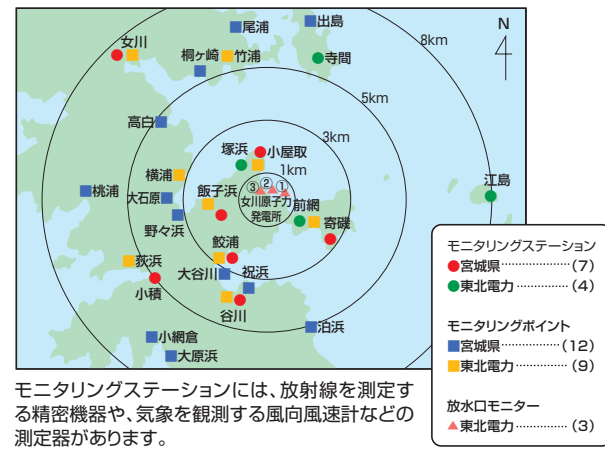 出島
尾浦
N
女川
桐ヶ崎
竹浦
寺間
8km
5km
高白
3km
塚浜
小屋取
1km
横浦
③
②
①
江島
桃浦
大石原
飯子浜
女川原子力
発電所
前網
野々浜
寄磯
鮫浦
荻浜
大谷川
祝浜
小積
谷川
泊浜
小網倉
大原浜
モニタリングステーション
宮城県…………(7)
東北電力…………(4)
モニタリングポイント
宮城県…………(12)
東北電力…………(9)
放水口モニター
東北電力…………(3)
モニタリングステーションには、放射線を測定す
る精密機器や、気象を観測する風向風速計などの
測定器があります。